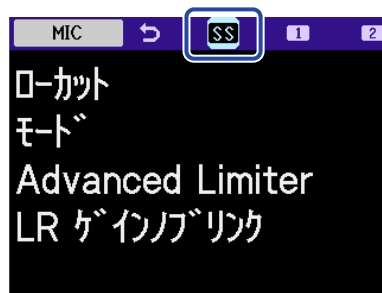 MIC SS 1 2
ﾛｰｶｯﾄ
ﾓｰﾄﾞ
Advanced Limiter
LR ｹﾞｲﾝﾉﾌﾞﾘﾝｸ